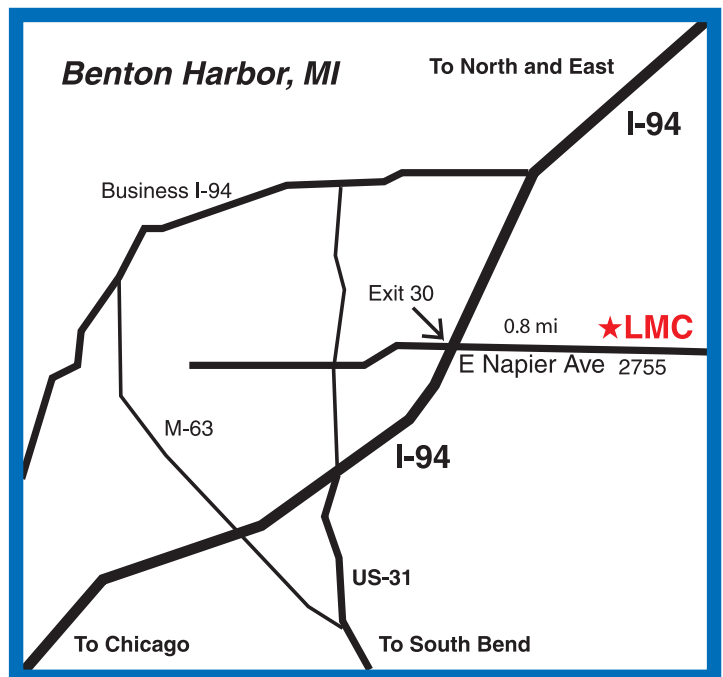 Benton Harbor, MI
To North and East
I-94
Business I-94
Exit 30
0.8 mi
★LMC
E Napier Ave 2755
M-63
I-94
US-31
To Chicago
To South Bend